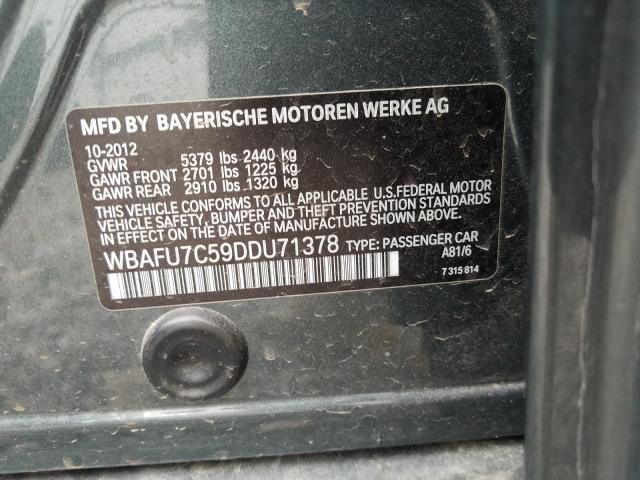 MFD BY BAYERISCHE MOTOREN WERKE AG
10-2012
GVWR 5379 lbs 2440 kg
GAWR FRONT 2701 lbs 1225 kg
GAWR REAR 2910 lbs 1320 kg
THIS VEHICLE CONFORMS TO ALL APPLICABLE U.S.FEDERAL MOTOR
VEHICLE SAFETY, BUMPER AND THEFT PREVENTION STANDARDS
IN EFFECT ON THE DATE OF MANUFACTURE SHOWN ABOVE.
WBAFU7C59DDU71378 TYPE: PASSENGER CAR
A81/6
7 315 814